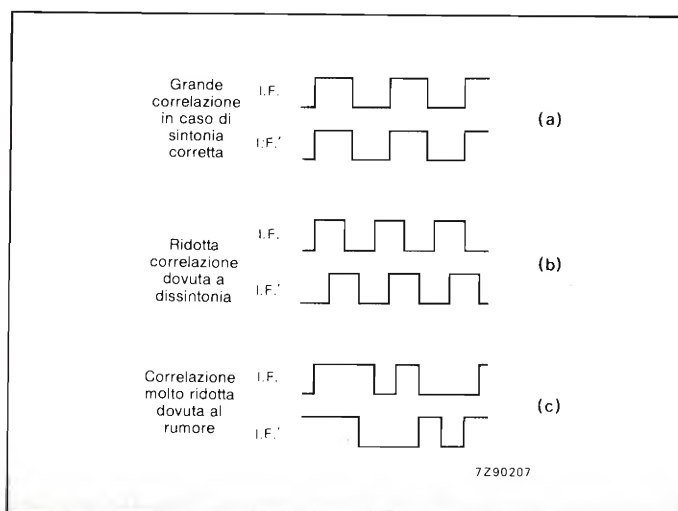 Grande
correlazione
in caso di
sintonia
corretta
I.F.
I.F.'
(a)
Ridotta
correlazione
dovuta a
dissintonia
I.F.
I.F.'
(b)
Correlazione
molto ridotta
dovuta al
rumore
I.F.
I.F.'
(c)
7Z90207